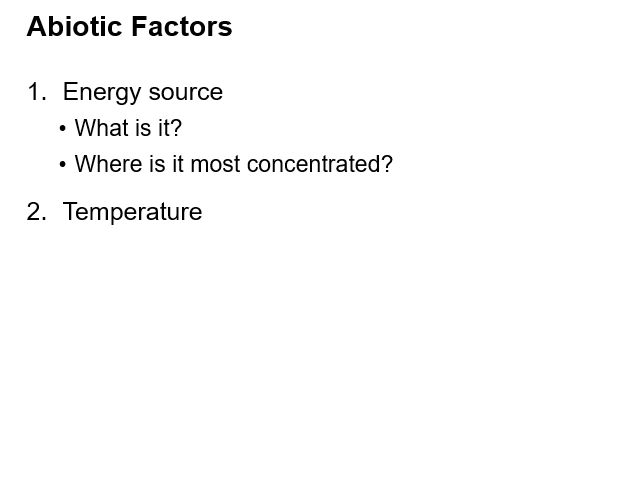 Abiotic Factors
1. Energy source
• What is it?
• Where is it most concentrated?
2. Temperature